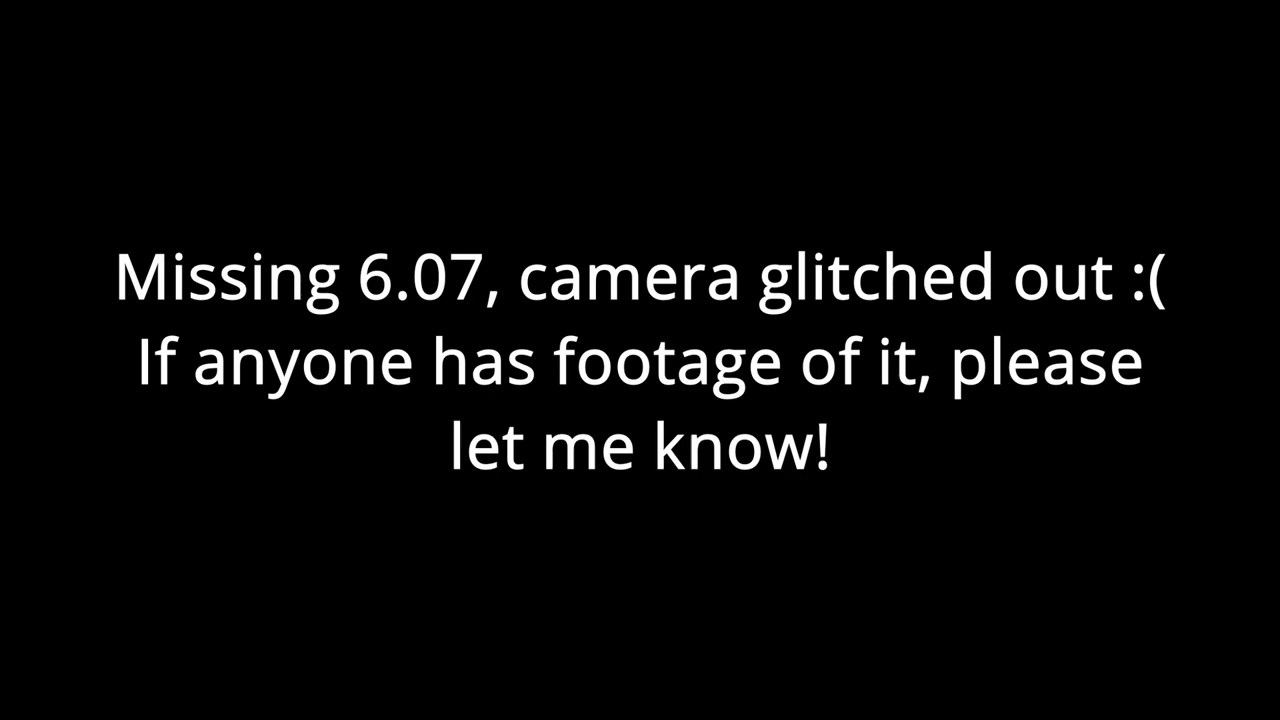 Missing 6.07, camera glitched out :(
If anyone has footage of it, please
let me know!